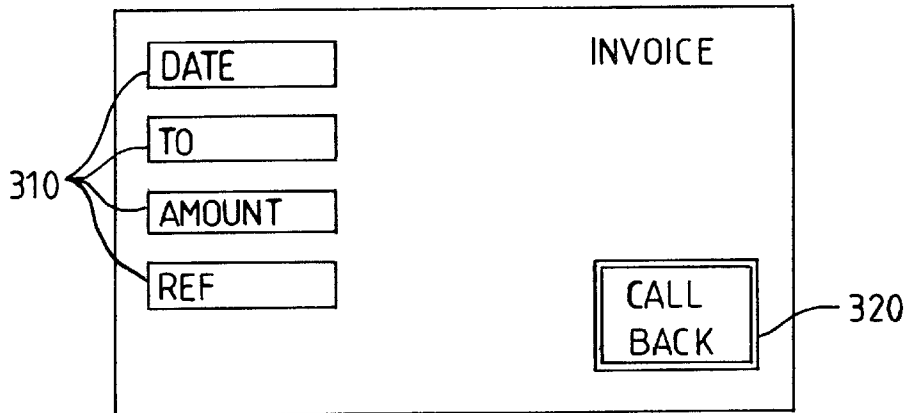 DATE
INVOICE
TO
310
AMOUNT
REF
CALL
BACK
320